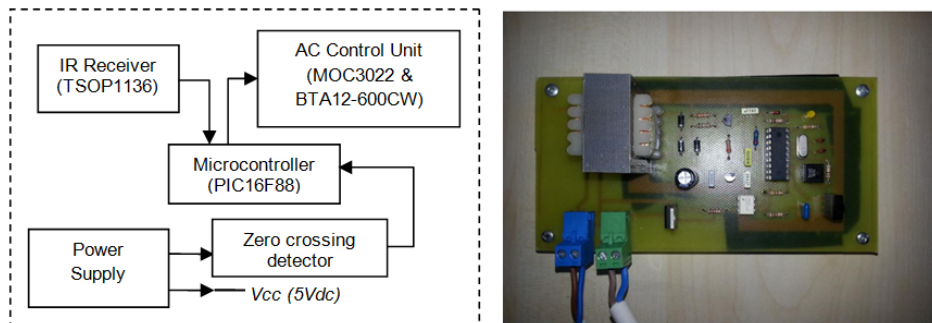 IR Receiver
(TSOP1136)
AC Control Unit
(MOC3022 &
BTA12-600CW)
Microcontroller
(PIC16F88)
Power
Supply
Zero crossing
detector
Vcc (5Vdc)